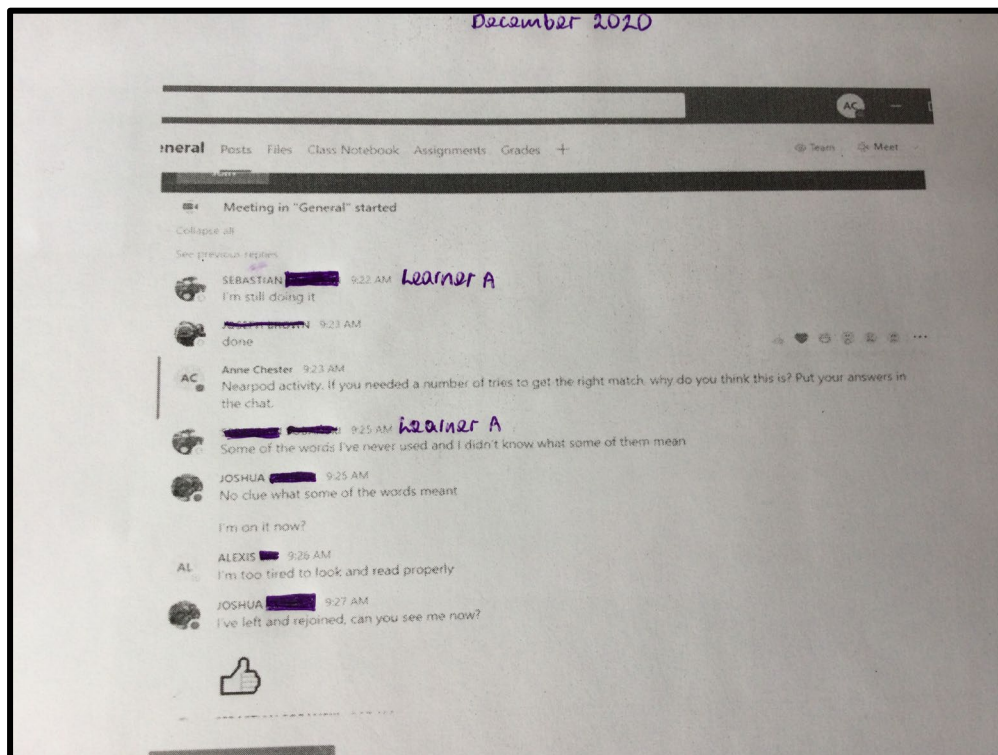 December 2020
AC
eneral Posts Files Class Notebook Assignments Grades + Team Meet
Meeting in "General" started
Collapse all
See previous replies
SEBASTIAN 9:22 AM Learner A
I'm still doing it
9:23 AM
done
Anne Chester 9:23 AM
AC
Nearpod activity. If you needed a number of tries to get the right match, why do you think this is? Put your answers in
the chat.
9:25 AM Learner A
Some of the words I've never used and I didn't know what some of them mean
JOSHUA 9:25 AM
No clue what some of the words meant
I'm on it now?
ALEXIS 9:26 AM
AL
I'm too tired to look and read properly
JOSHUA 9:27 AM
I've left and rejoined, can you see me now?